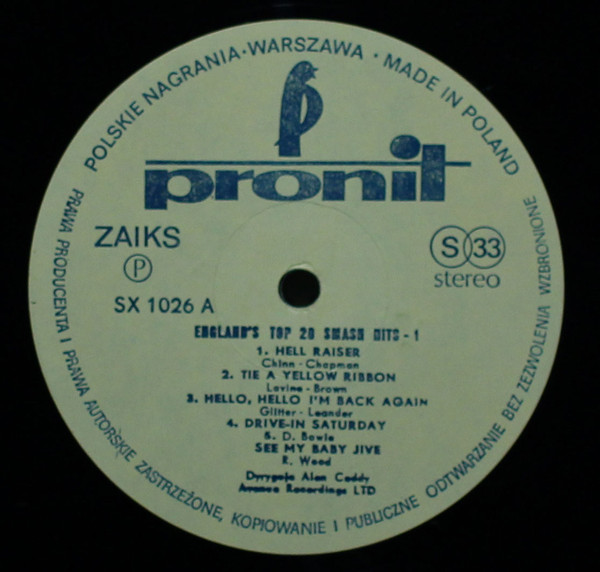 POLSKIE NAGRANIA·WARSZAWA · MADE IN POLAND
pronit
ZAIKS
P
SX 1026 A
S 33
stereo
ENGLAND'S TOP 20 SMASH HITS - 1
1. HELL RAISER
Chinn - Chapman
2. TIE A YELLOW RIBBON
Levine - Brown
3. HELLO, HELLO I'M BACK AGAIN
Glitter - Leander
4. DRIVE-IN SATURDAY
5. D. Bowie
SEE MY BABY JIVE
R. Wood
Dyryguje Alan Caddy
Avenue Recordings LTD
PRAWA PRODUCENTA I PRAWA AUTORSKIE ZASTRZEŻONE, KOPIOWANIE I PUBLICZNE ODTWARZANIE BEZ ZEZWOLENIA WZBRONIONE